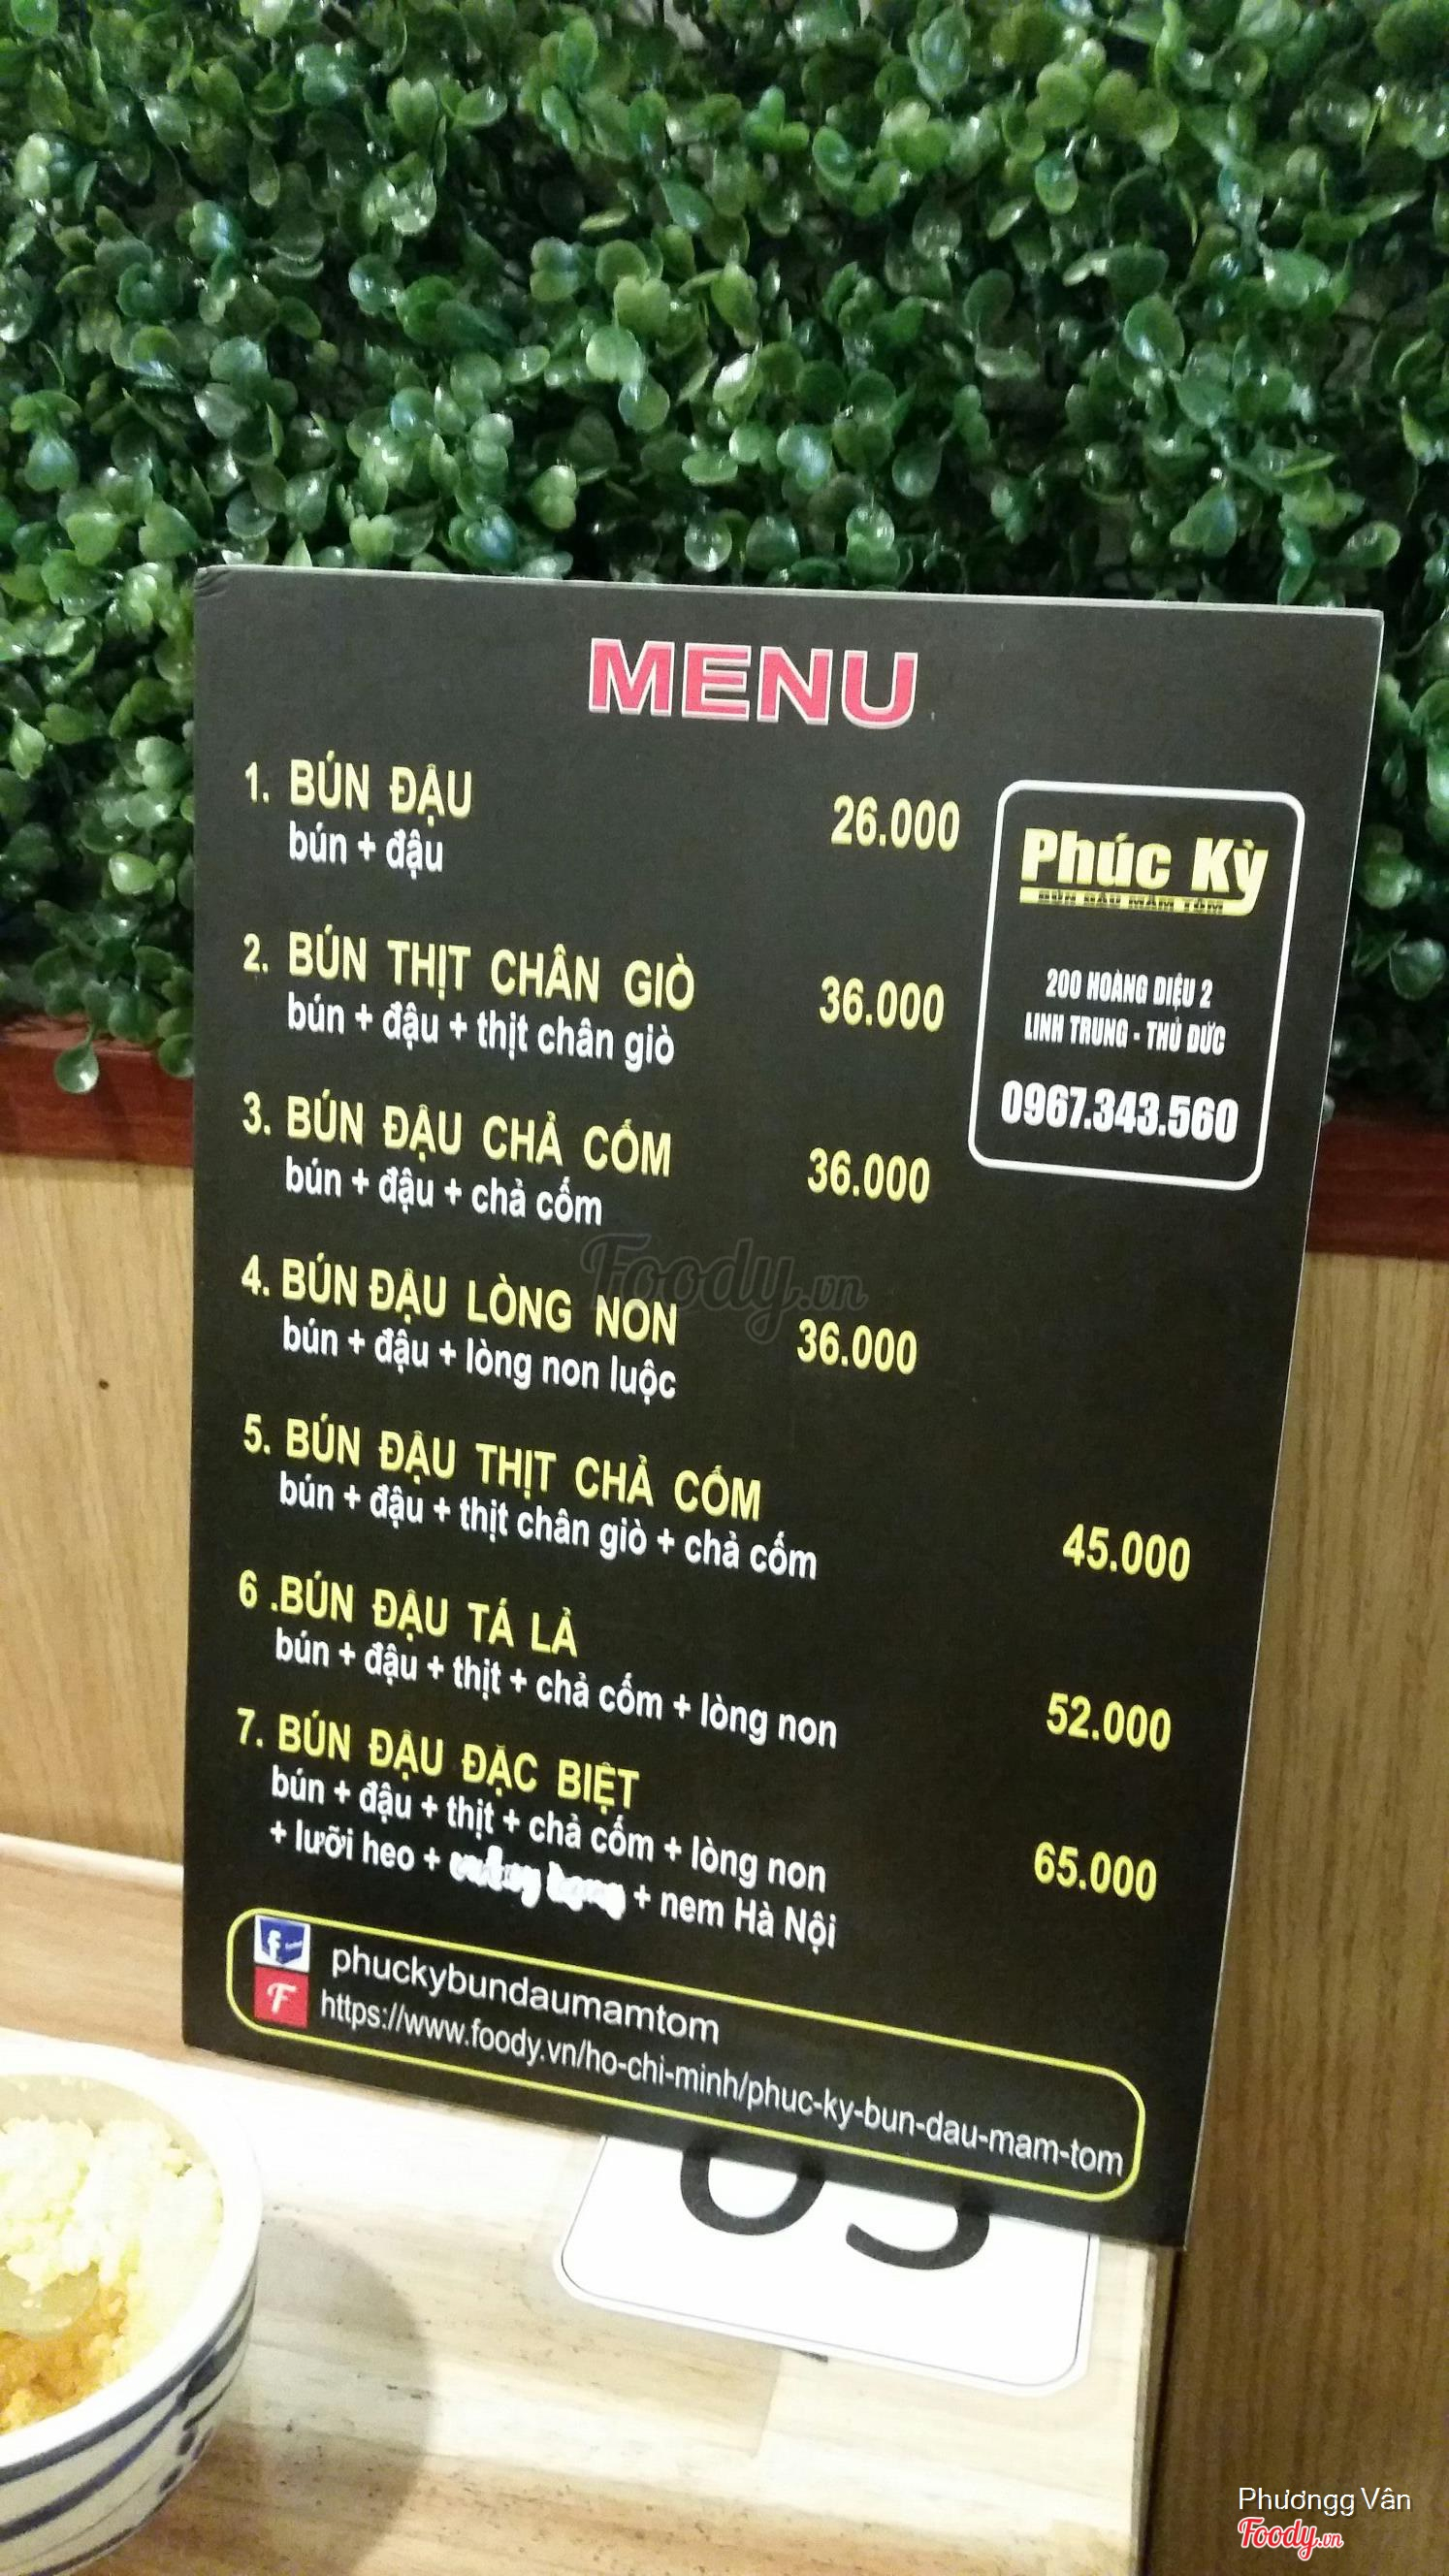 MENU
1. BÚN ĐẬU 26.000
bún + đậu
2. BÚN THỊT CHÂN GIÒ 36.000
bún + đậu + thịt chân giò
3. BÚN ĐẬU CHẢ CỐM 36.000
bún + đậu + chả cốm
4. BÚN ĐẬU LÒNG NON 36.000
bún + đậu + lòng non luộc
5. BÚN ĐẬU THỊT CHẢ CỐM
bún + đậu + thịt chân giò + chả cốm 45.000
6 .BÚN ĐẬU TÁ LẢ
bún + đậu + thịt + chả cốm + lòng non 52.000
7. BÚN ĐẬU ĐẶC BIỆT
bún + đậu + thịt + chả cốm + lòng non 65.000
+ lưỡi heo + + nem Hà Nội
Phúc Kỳ
BÚN ĐẬU MẮM TÔM
200 HOÀNG DIỆU 2
LINH TRUNG - THỦ ĐỨC
0967.343.560
Foody.vn
f phuckybundaumamtom
F https://www.foody.vn/ho-chi-minh/phuc-ky-bun-dau-mam-tom
Phươngg Vân
Foody.vn